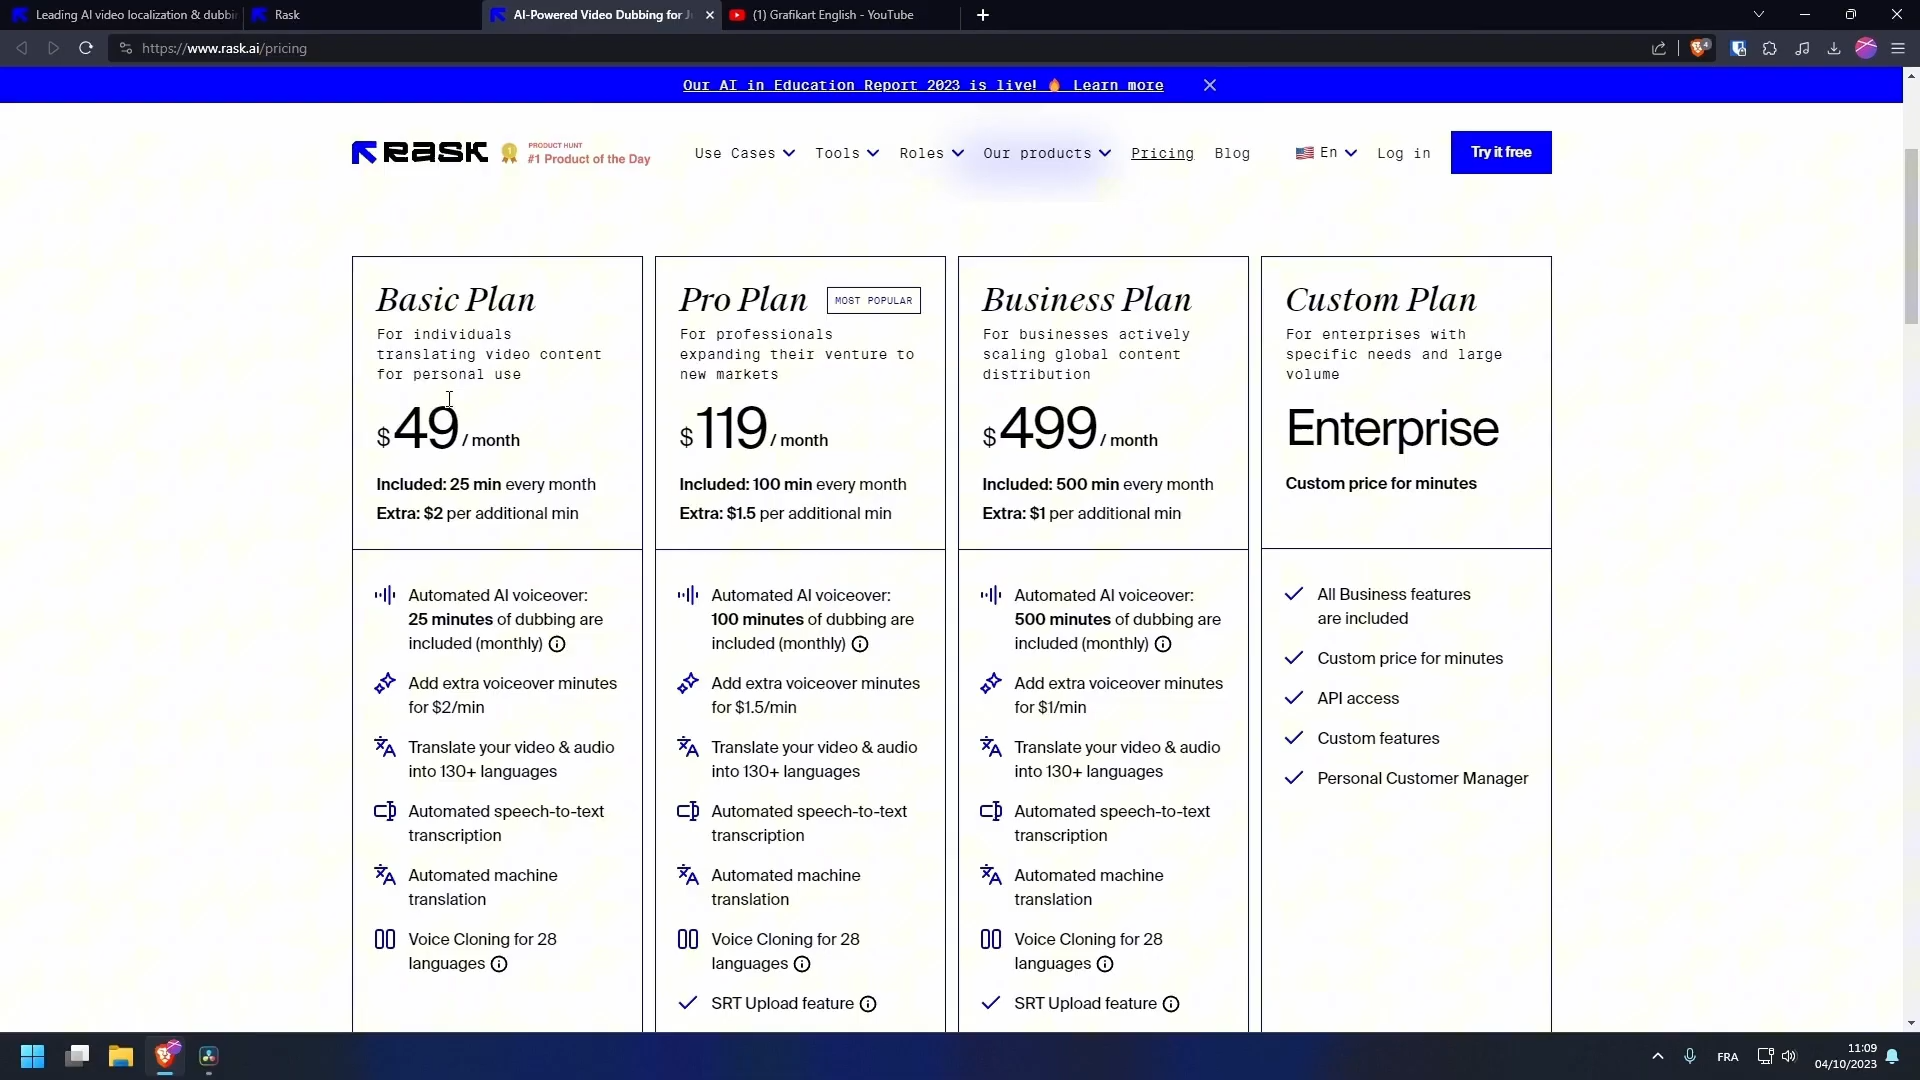 Leading AI video localization & dubbin
Rask
AI-Powered Video Dubbing for J
(1) Grafikart English - YouTube
https://www.rask.ai/pricing
4
Our AI in Education Report 2023 is live! 🔥 Learn more
RASK
1
PRODUCT HUNT
#1 Product of the Day
Use Cases
Tools
Roles
Our products
Pricing
Blog
En
Log in
Try it free
Basic Plan
For individuals
translating video content
for personal use
$49/ month
Included: 25 min every month
Extra: $2 per additional min
Automated AI voiceover:
25 minutes of dubbing are
included (monthly)
Add extra voiceover minutes
for $2/min
Translate your video & audio
into 130+ languages
Automated speech-to-text
transcription
Automated machine
translation
Voice Cloning for 28
languages
Pro Plan
MOST POPULAR
For professionals
expanding their venture to
new markets
$119/ month
Included: 100 min every month
Extra: $1.5 per additional min
Automated AI voiceover:
100 minutes of dubbing are
included (monthly)
Add extra voiceover minutes
for $1.5/min
Translate your video & audio
into 130+ languages
Automated speech-to-text
transcription
Automated machine
translation
Voice Cloning for 28
languages
SRT Upload feature
Business Plan
For businesses actively
scaling global content
distribution
$499/ month
Included: 500 min every month
Extra: $1 per additional min
Automated AI voiceover:
500 minutes of dubbing are
included (monthly)
Add extra voiceover minutes
for $1/min
Translate your video & audio
into 130+ languages
Automated speech-to-text
transcription
Automated machine
translation
Voice Cloning for 28
languages
SRT Upload feature
Custom Plan
For enterprises with
specific needs and large
volume
Enterprise
Custom price for minutes
All Business features
are included
Custom price for minutes
API access
Custom features
Personal Customer Manager
FRA
11:09
04/10/2023